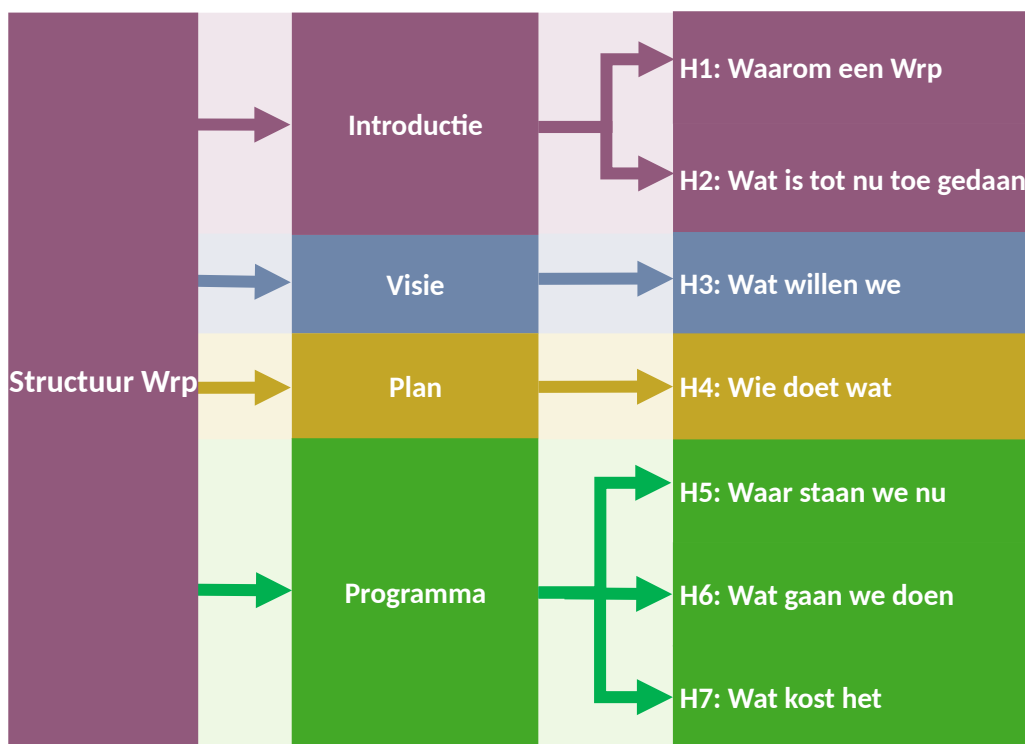 Structuur Wrp
Introductie
H1: Waarom een Wrp
H2: Wat is tot nu toe gedaan
Visie
H3: Wat willen we
Plan
H4: Wie doet wat
Programma
H5: Waar staan we nu
H6: Wat gaan we doen
H7: Wat kost het